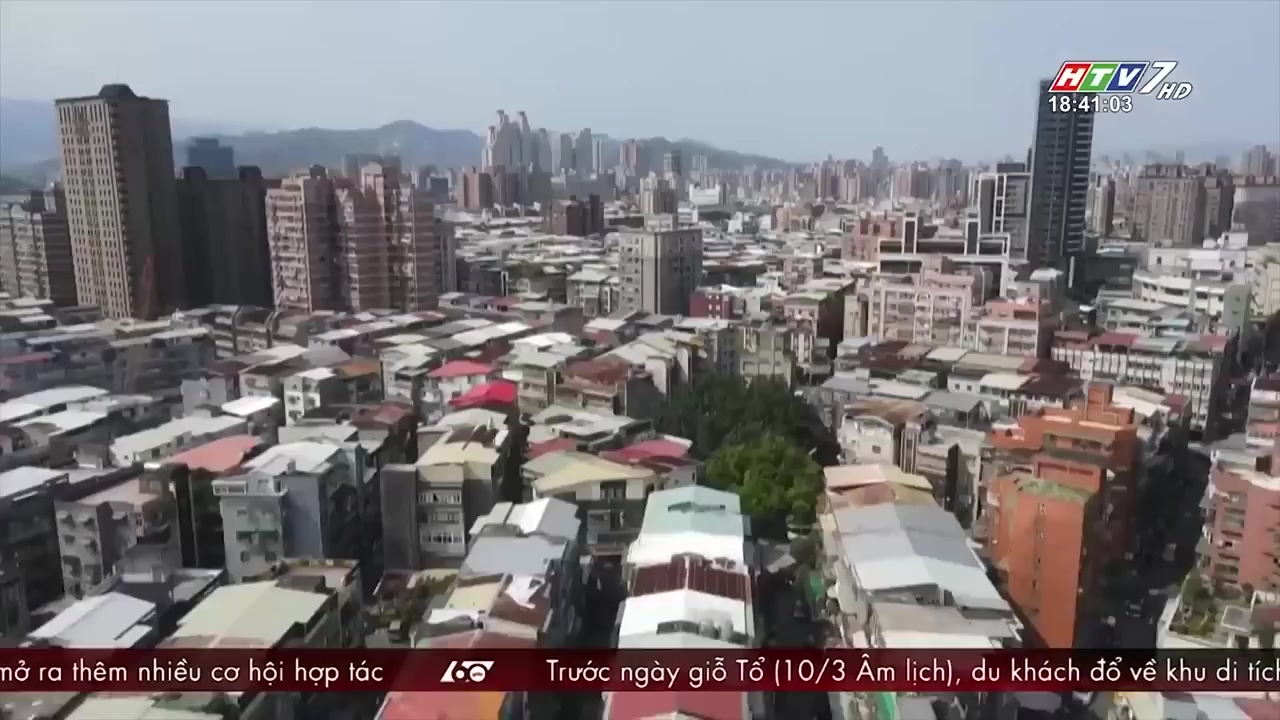 HTV7 HD
18:41:03
mở ra thêm nhiều cơ hội hợp tác 60 Trước ngày giỗ Tổ (10/3 Âm lịch), du khách đổ về khu di tích